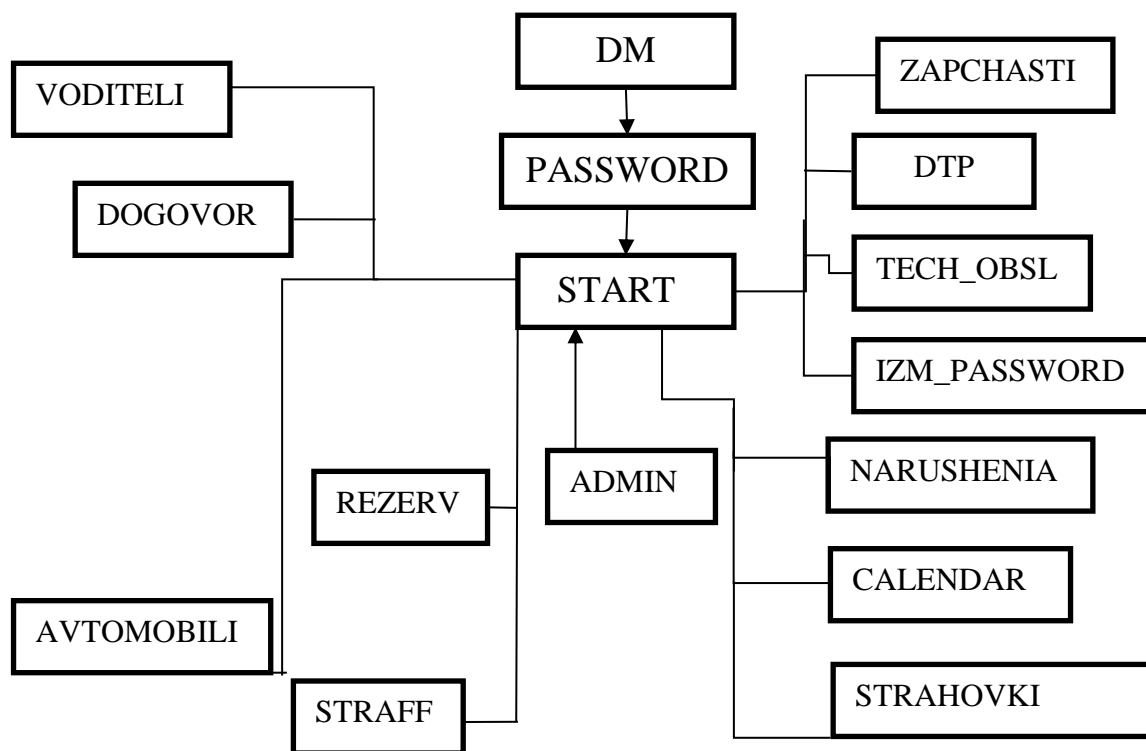 DM
ZAPCHASTI
VODITELI
PASSWORD
DTP
DOGOVOR
TECH_OBSL
START
IZM_PASSWORD
NARUSHENIA
ADMIN
REZERV
CALENDAR
AVTOMOBILI
STRAHOVKI
STRAFF